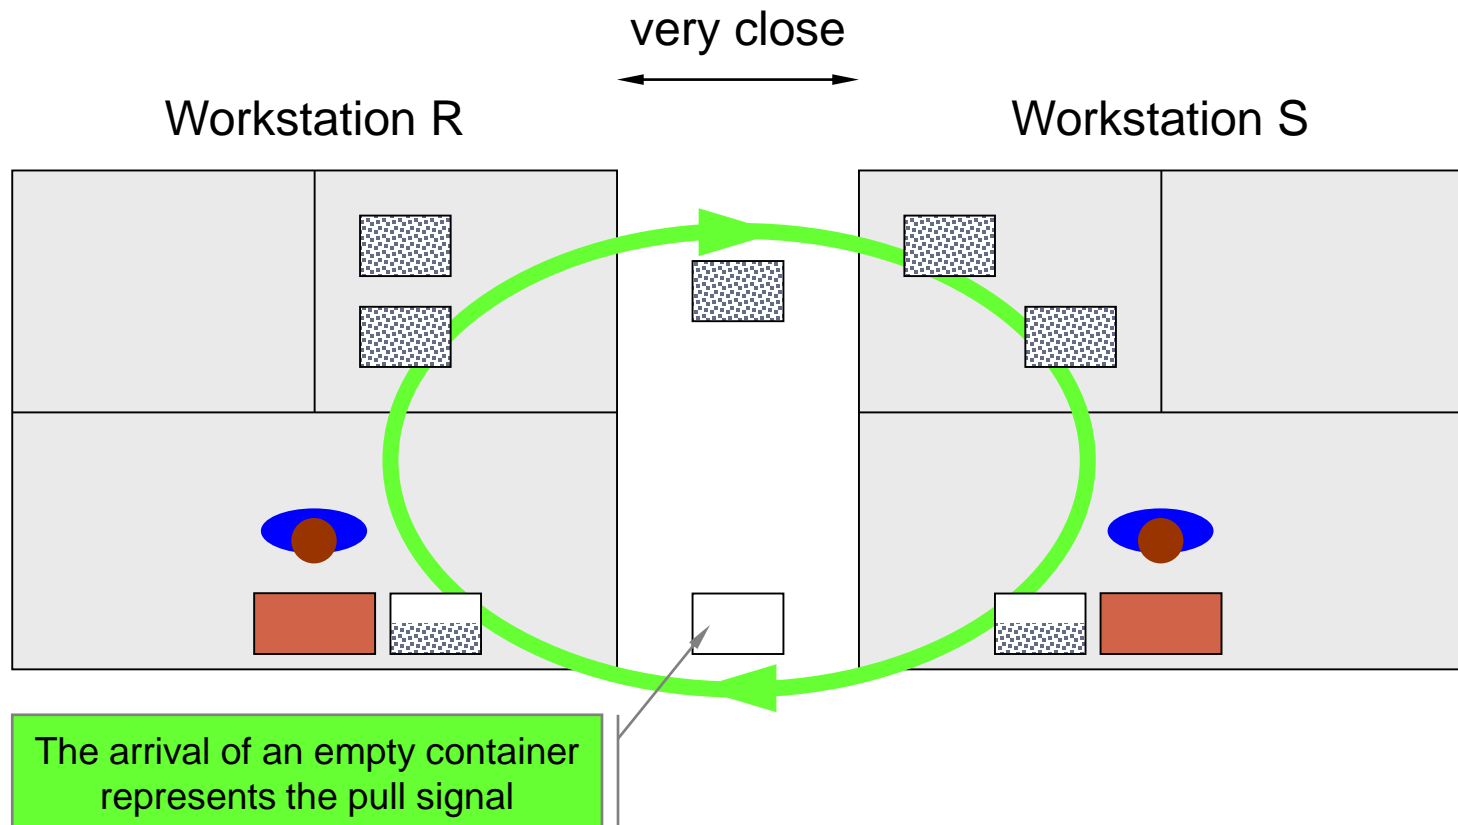 very close
Workstation R
Workstation S
The arrival of an empty container
represents the pull signal